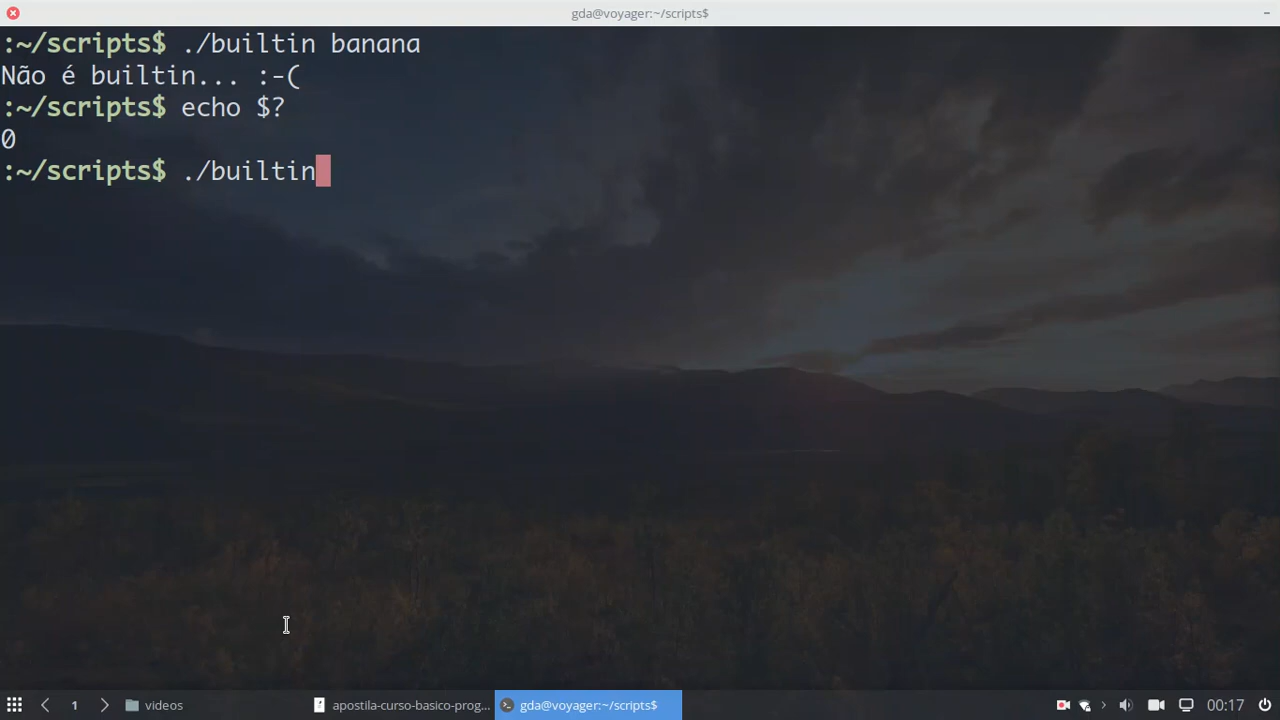 gda@voyager:~/scripts$
:~/scripts$ ./builtin banana
Não é builtin... :-(
:~/scripts$ echo $?
0
:~/scripts$ ./builtin
1
videos
apostila-curso-basico-prog...
gda@voyager:~/scripts$
00:17